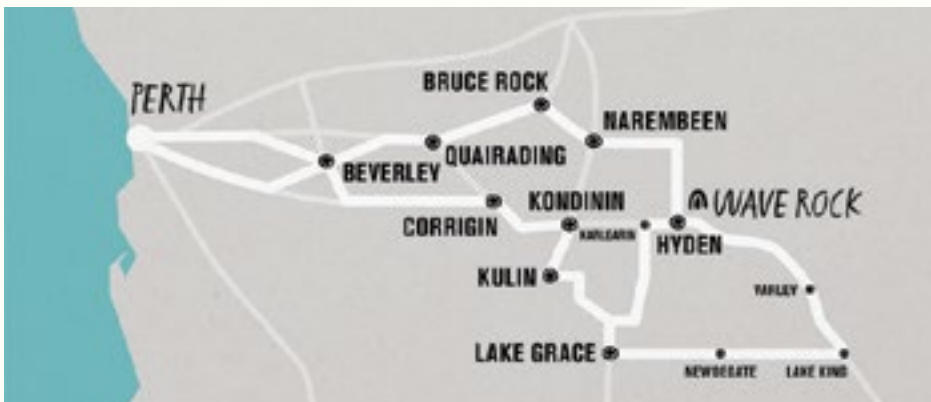 PERTH
BRUCE ROCK
NAREMBEEN
QUAIRADING
BEVERLEY
KONDININ
WAVE ROCK
CORRIGIN
KARLGARIN
HYDEN
KULIN
VARLEY
LAKE GRACE
NEWDEGATE
LAKE KING